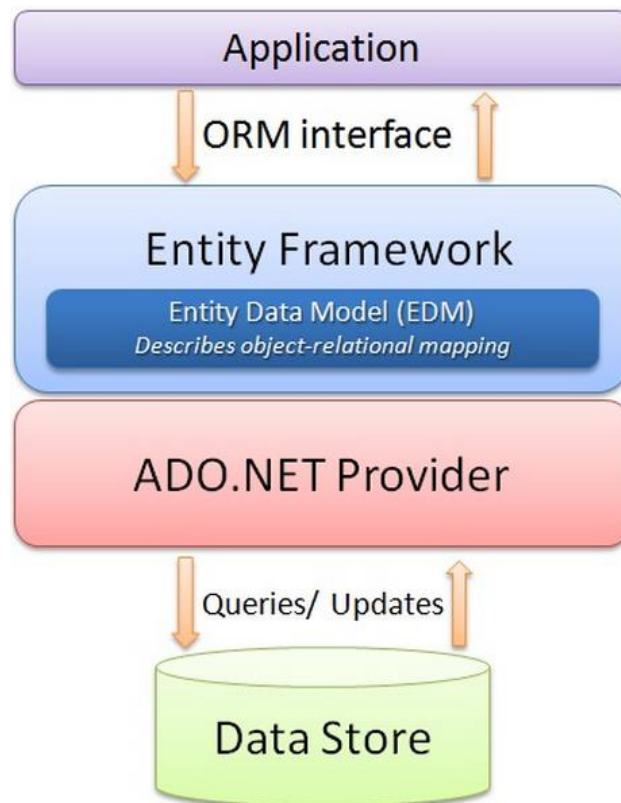 Application
ORM interface
Entity Framework
Entity Data Model (EDM)
Describes object-relational mapping
ADO.NET Provider
Queries/ Updates
Data Store